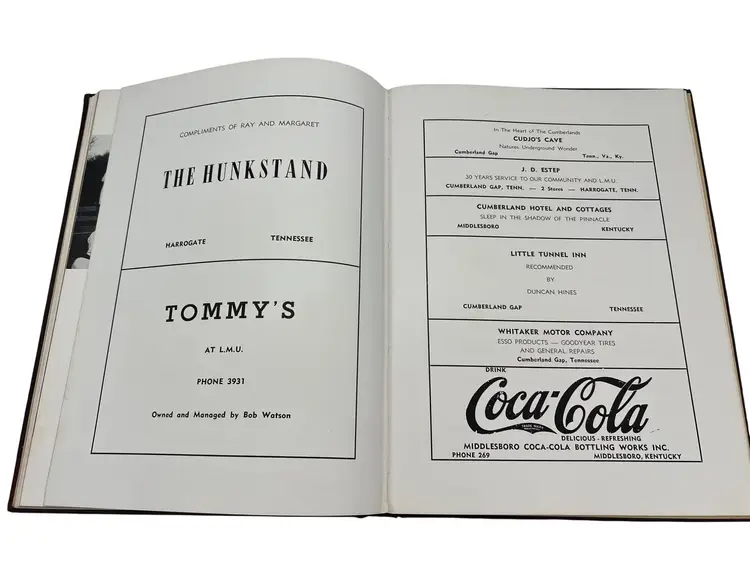 COMPLIMENTS OF RAY AND MARGARET
THE HUNKSTAND
HARROGATE TENNESSEE
TOMMY'S
AT L.M.U.
PHONE 3931
Owned and Managed by Bob Watson
In The Heart of The Cumberlands
CUDJO'S CAVE
Natures Underground Wonder
Cumberland Gap Tenn., Va., Ky.
J. D. ESTEP
30 YEARS SERVICE TO OUR COMMUNITY AND L.M.U.
CUMBERLAND GAP, TENN. — 2 Stores — HARROGATE, TENN.
CUMBERLAND HOTEL AND COTTAGES
SLEEP IN THE SHADOW OF THE PINNACLE
MIDDLESBORO KENTUCKY
LITTLE TUNNEL INN
RECOMMENDED
BY
DUNCAN HINES
CUMBERLAND GAP TENNESSEE
WHITAKER MOTOR COMPANY
ESSO PRODUCTS — GOODYEAR TIRES
AND GENERAL REPAIRS
Cumberland Gap, Tennessee
DRINK
Coca-Cola
DELICIOUS - REFRESHING
MIDDLESBORO COCA-COLA BOTTLING WORKS INC.
PHONE 269 MIDDLESBORO, KENTUCKY